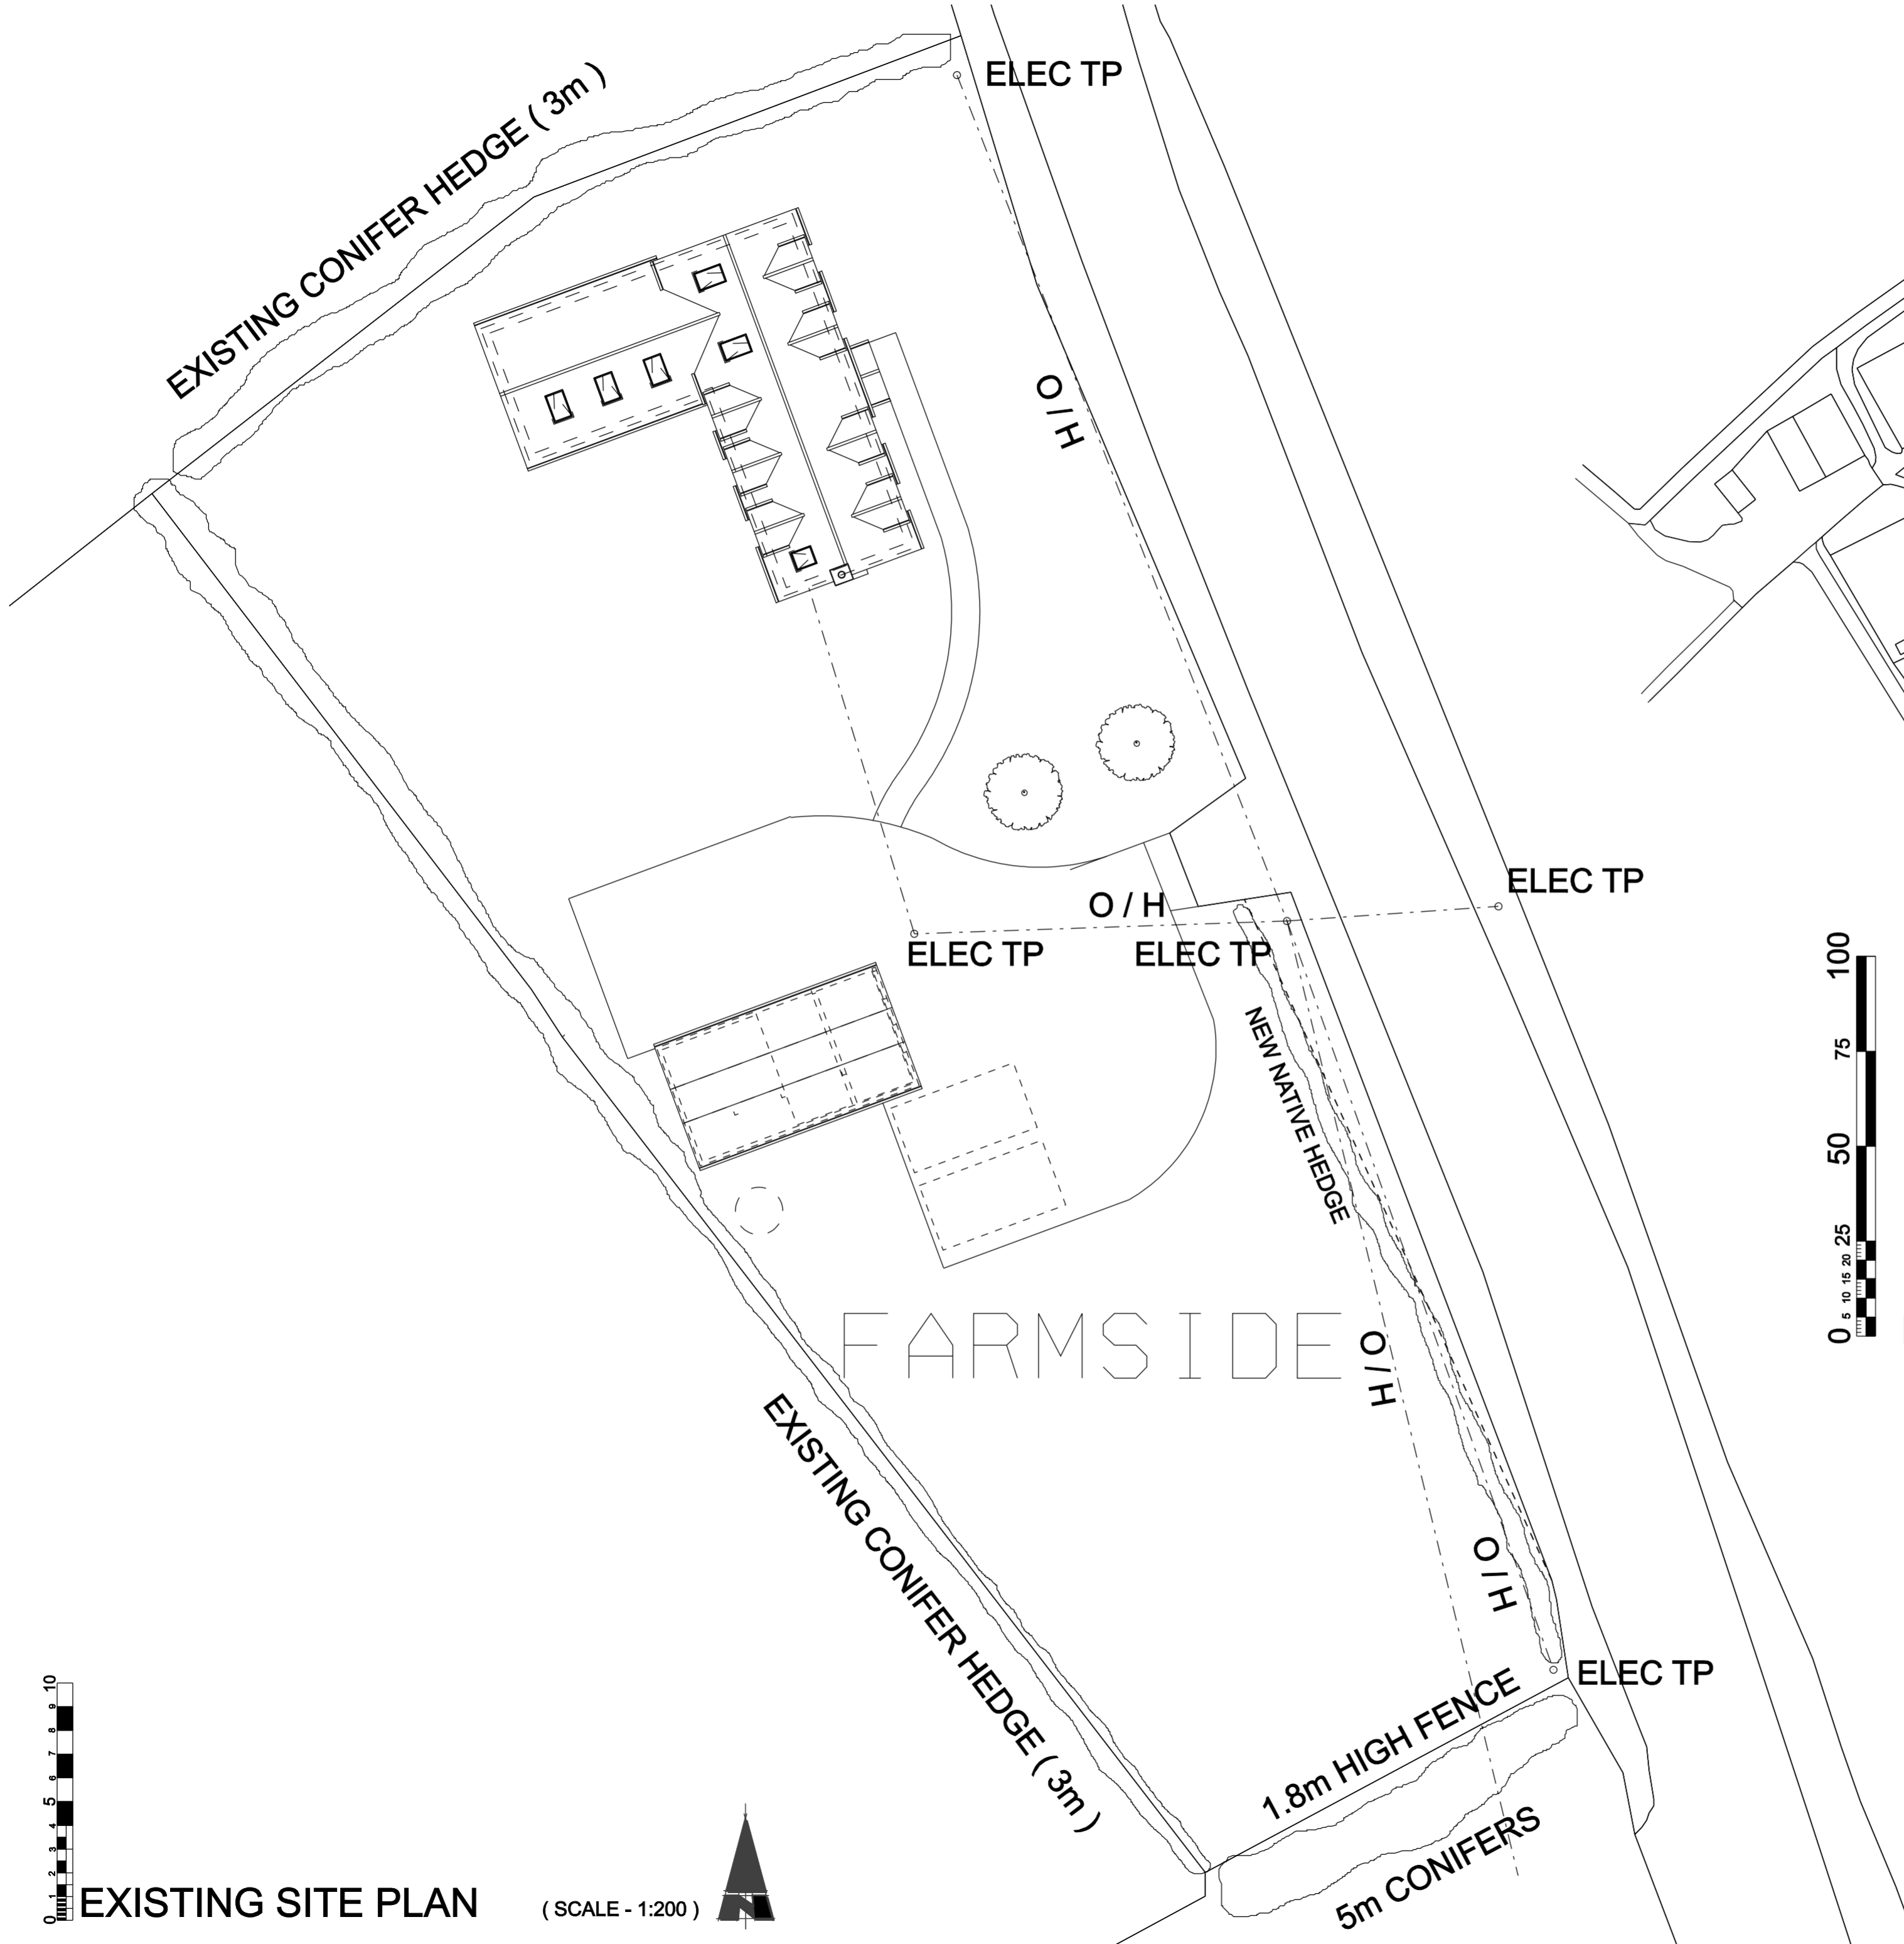 ELEC TP
EXISTING CONIFER HEDGE ( 3m )
O / H
ELEC TP
O / H
ELEC TP
ELEC TP
NEW NATIVE HEDGE
100
75
50
25
20
15
10
5
0
FARMSIDE
O / H
EXISTING CONIFER HEDGE ( 3m )
O / H
ELEC TP
1.8m HIGH FENCE
5m CONIFERS
10
9
8
7
6
5
4
3
2
1
0
EXISTING SITE PLAN ( SCALE - 1:200 )
N